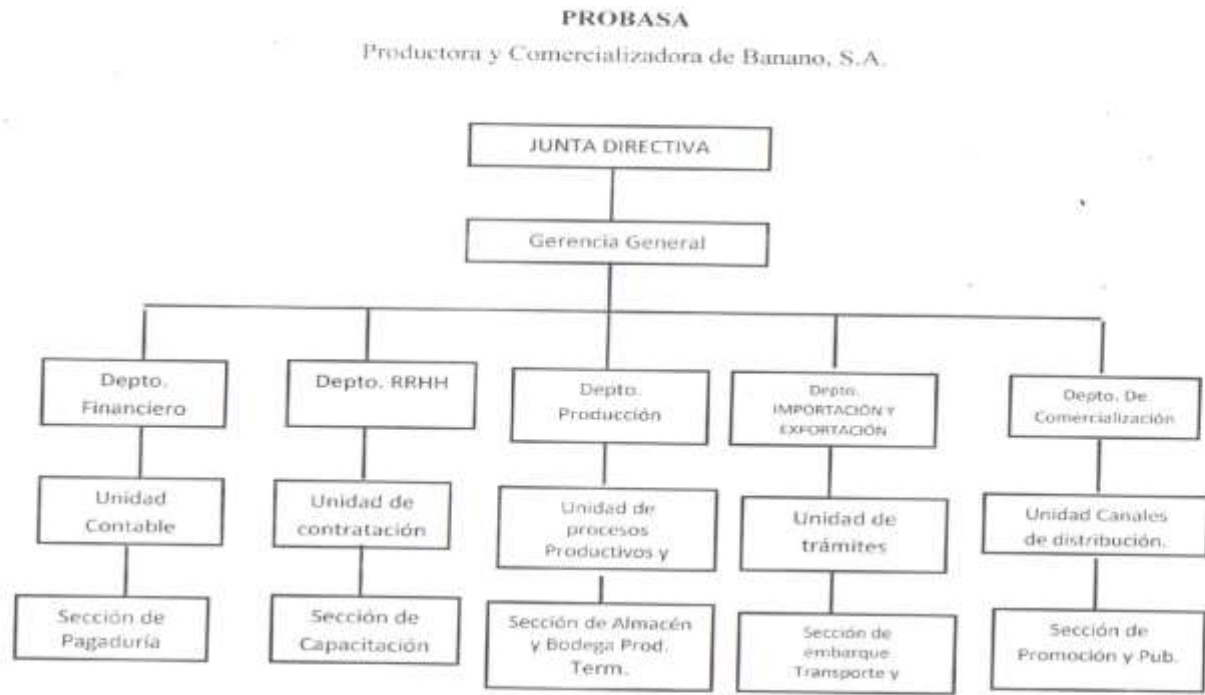 PROBASA
Productora y Comercializadora de Banano, S.A.
JUNTA DIRECTIVA
Gerencia General
Depto.
Financiero
Depto. RRHH
Depto.
Producción
Depto.
IMPORTACIÓN Y
EXPORTACIÓN
Depto. De
Comercialización
Unidad
Contable
Unidad de
contratación
Unidad de
procesos
Productivos y
Unidad de
trámites
Unidad Canales
de distribución.
Sección de
Pagaduría
Sección de
Capacitación
Sección de Almacén
y Bodega Prod.
Term.
Sección de
embarque
Transporte y
Sección de
Promoción y Pub.